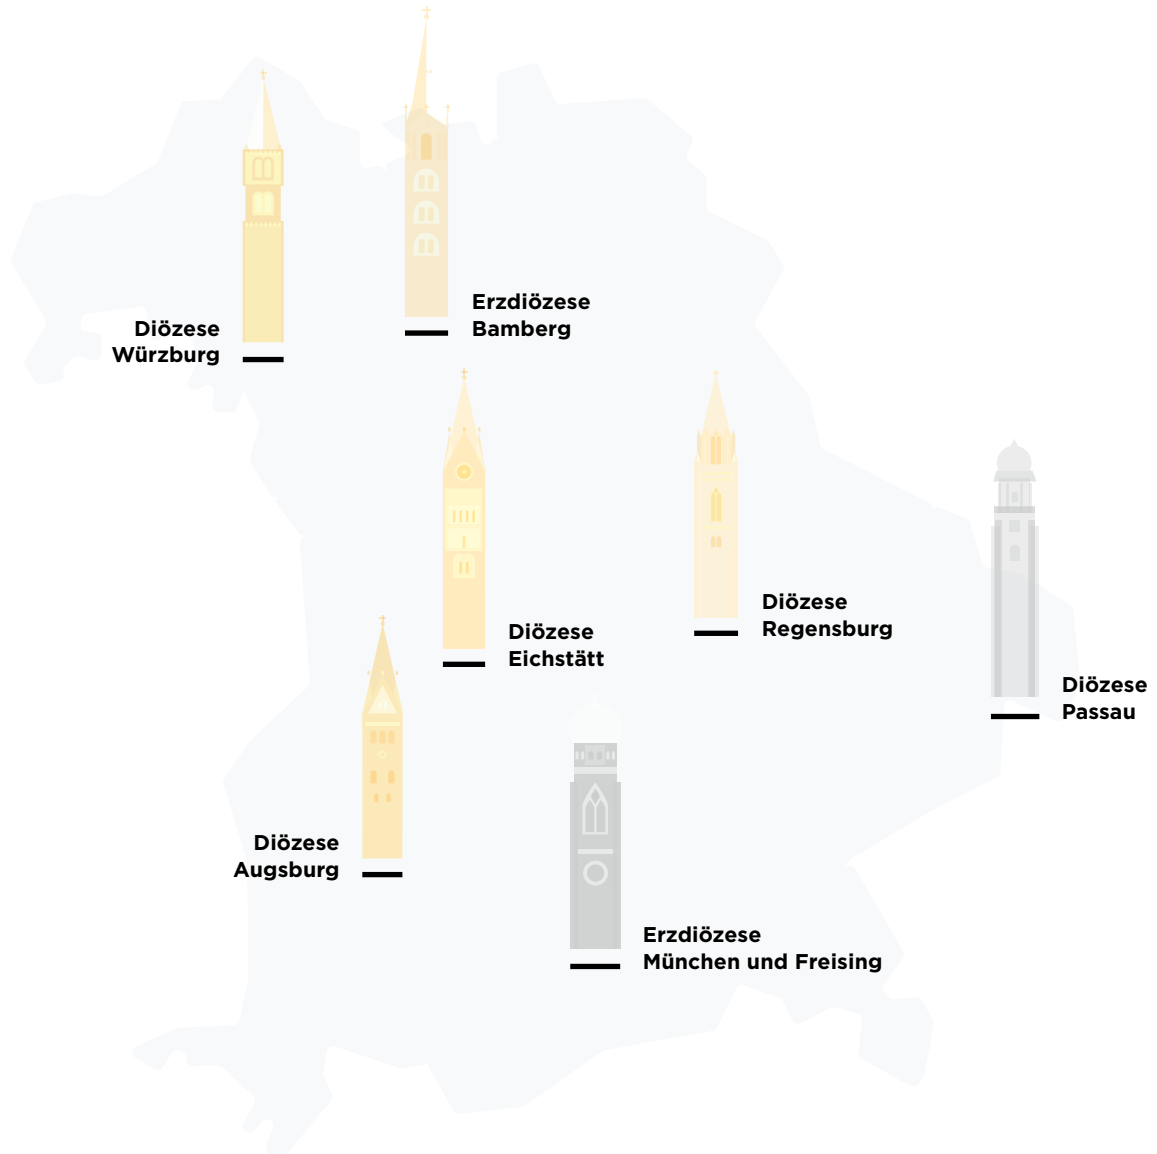 Erzdiözese
Bamberg
Diözese
Würzburg
Diözese
Regensburg
Diözese
Eichstätt
Diözese
Passau
Diözese
Augsburg
Erzdiözese
München und Freising